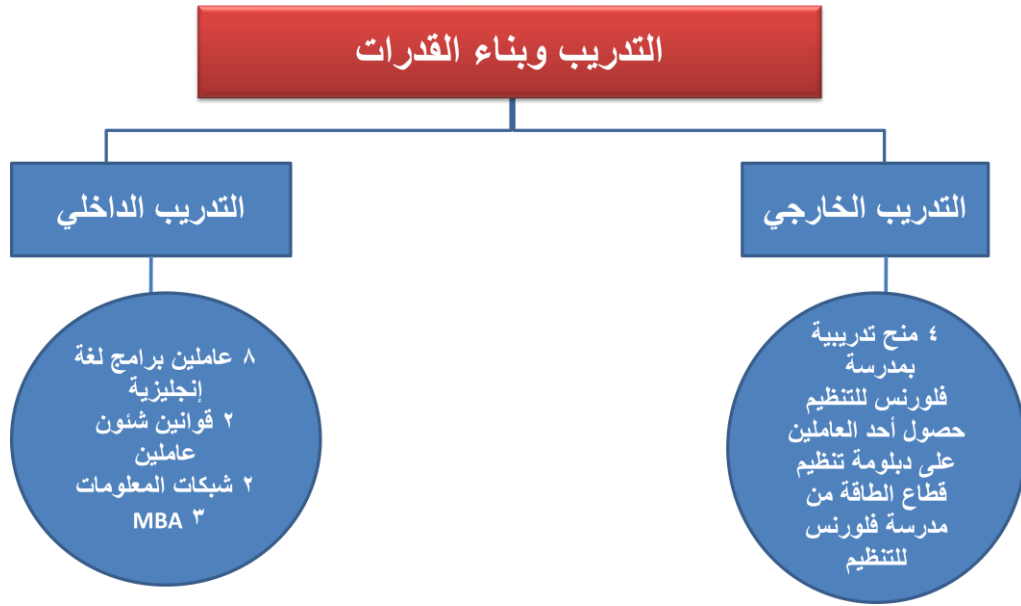 التدريب وبناء القدرات
التدريب الخارجي
٤ منح تدريبية
بمدرسة
فلورنس للتنظيم
حصول أحد العاملين
على دبلومة تنظيم
قطاع الطاقة من
مدرسة فلورنس
للتنظيم
التدريب الداخلي
٨ عاملين برامج لغة
إنجليزية
٢ قوانين شئون
عاملين
٢ شبكات المعلومات
٣ MBA